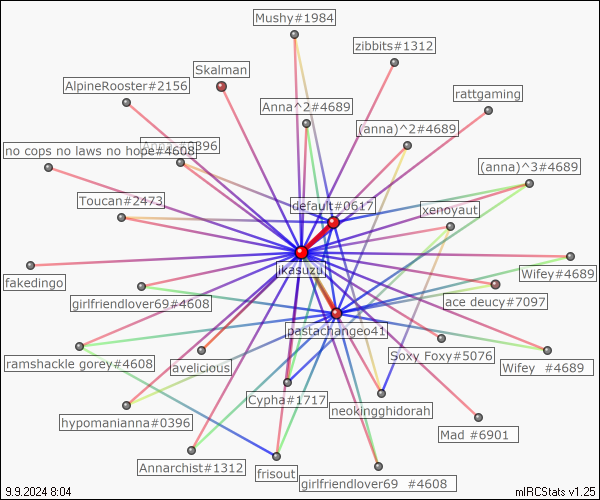 Mushy#1984
zibbits#1312
Skalman
AlpineRooster#2156
rattgaming
Anna^2#4689
(anna)^2#4689
no cops no laws no hope#4608
#0396
(anna)^3#4689
Toucan#2473
default#0617
xenoyaut
jkasuzu
Wifey#4689
fakedingo
girlfriendlover69#4608
ace deucy#7097
pastachangeo41
ramshackle gorey#4608
avelicious
Soxy Foxy#5076
Wifey #4689
Cypha#1717
neokingghidorah
hypomanianna#0396
Mad #6901
Annarchist#1312
frisout
girlfriendlover69 #4608
9.9.2024 8:04
mIRCStats v1.25